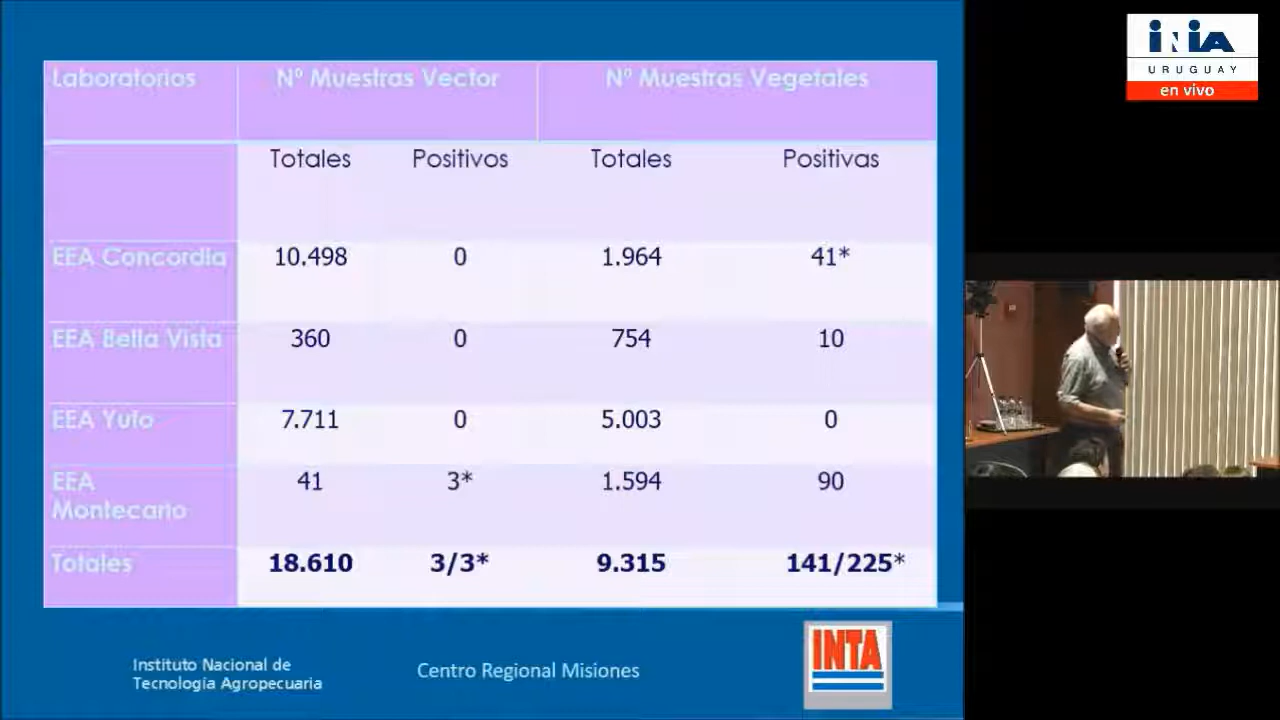 Laboratorios Nº Muestras Vector Nº Muestras Vegetales
Totales Positivos Totales Positivas
EEA Concordia 10.498 0 1.964 41*
EEA Bella Vista 360 0 754 10
EEA Yuto 7.711 0 5.003 0
EEA
Montecarlo 41 3* 1.594 90
Totales 18.610 3/3* 9.315 141/225*
Instituto Nacional de
Tecnología Agropecuaria
Centro Regional Misiones
INTA
INIA
URUGUAY
en vivo